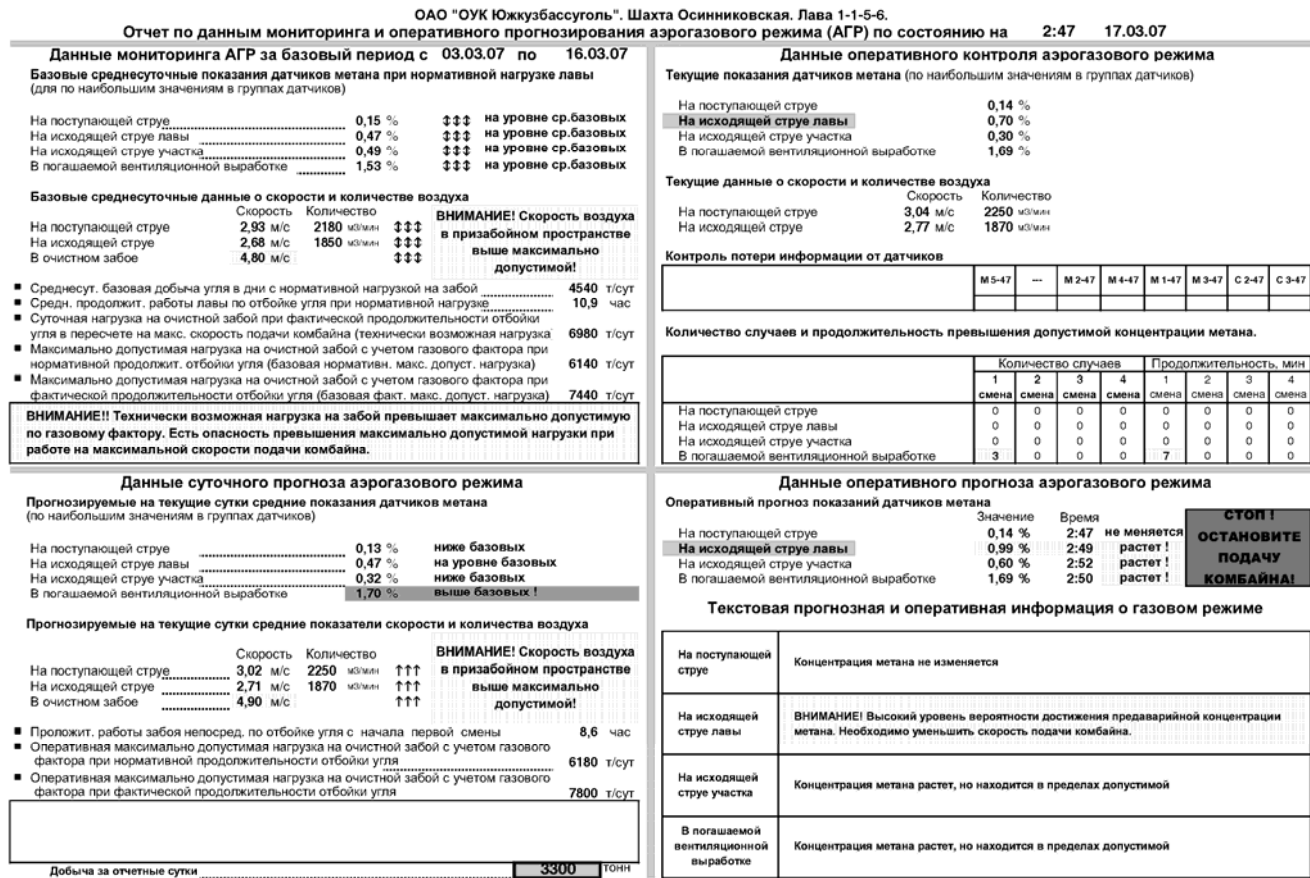 ОАО "ОУК Южкузбассуголь". Шахта Осинниковская. Лава 1-1-5-6.
Отчет по данным мониторинга и оперативного прогнозирования аэрогазового режима (АГР) по состоянию на 2:47 17.03.07
Данные мониторинга АГР за базовый период с 03.03.07 по 16.03.07
Базовые среднесуточные показания датчиков метана при нормативной нагрузке лавы
(для по наибольшим значениям в группах датчиков)
На поступающей струе 0,15 % ↕↕↕ на уровне ср.базовых
На исходящей струе лавы 0,47 % ↕↕↕ на уровне ср.базовых
На исходящей струе участка 0,49 % ↕↕↕ на уровне ср.базовых
В погашаемой вентиляционной выработке 1,53 % ↕↕↕ на уровне ср.базовых
Базовые среднесуточные данные о скорости и количестве воздуха
Скорость Количество
На поступающей струе 2,93 м/с 2180 м3/мин ↕↕↕
На исходящей струе 2,68 м/с 1850 м3/мин ↕↕↕
В очистном забое 4,80 м/с ↕↕↕
ВНИМАНИЕ! Скорость воздуха
в призабойном пространстве
выше максимально
допустимой!
▪ Среднесут. базовая добыча угля в дни с нормативной нагрузкой на забой 4540 т/сут
▪ Средн. продолжит. работы лавы по отбойке угля при нормативной нагрузке 10,9 час
▪ Суточная нагрузка на очистной забой при фактической продолжительности отбойки
угля в пересчете на макс. скорость подачи комбайна (технически возможная нагрузка 6980 т/сут
▪ Максимально допустимая нагрузка на очистной забой с учетом газового фактора при
нормативной продолжит. отбойки угля (базовая нормативн. макс. допуст. нагрузка) 6140 т/сут
▪ Максимально допустимая нагрузка на очистной забой с учетом газового фактора при
фактической продолжительности отбойки угля (базовая факт. макс. допуст. нагрузка) 7440 т/сут
ВНИМАНИЕ!! Технически возможная нагрузка на забой превышает максимально допустимую
по газовому фактору. Есть опасность превышения максимально допустимой нагрузки при
работе на максимальной скорости подачи комбайна.
Данные оперативного контроля аэрогазового режима
Текущие показания датчиков метана (по наибольшим значениям в группах датчиков)
На поступающей струе 0,14 %
На исходящей струе лавы 0,70 %
На исходящей струе участка 0,30 %
В погашаемой вентиляционной выработке 1,69 %
Текущие данные о скорости и количестве воздуха
Скорость Количество
На поступающей струе 3,04 м/с 2250 м3/мин
На исходящей струе 2,77 м/с 1870 м3/мин
Контроль потери информации от датчиков
М 5-47 --- М 2-47 М 4-47 М 1-47 М 3-47 С 2-47 С 3-47
Количество случаев и продолжительность превышения допустимой концентрации метана.
Количество случаев Продолжительность, мин
1 2 3 4 1 2 3 4
смена смена смена смена смена смена смена смена
На поступающей струе 0 0 0 0 0 0 0 0
На исходящей струе лавы 0 0 0 0 0 0 0 0
На исходящей струе участка 0 0 0 0 0 0 0 0
В погашаемой вентиляционной выработке 3 0 0 0 7 0 0 0
Данные суточного прогноза аэрогазового режима
Прогнозируемые на текущие сутки средние показания датчиков метана
(по наибольшим значениям в группах датчиков)
На поступающей струе 0,13 % ниже базовых
На исходящей струе лавы 0,47 % на уровне базовых
На исходящей струе участка 0,32 % ниже базовых
В погашаемой вентиляционной выработке 1,70 % выше базовых !
Прогнозируемые на текущие сутки средние показатели скорости и количества воздуха
Скорость Количество
На поступающей струе 3,02 м/с 2250 м3/мин ↑↑↑
На исходящей струе 2,71 м/с 1870 м3/мин ↑↑↑
В очистном забое 4,90 м/с ↑↑↑
ВНИМАНИЕ! Скорость воздуха
в призабойном пространстве
выше максимально
допустимой!
▪ Проложит. работы забоя непосред. по отбойке угля с начала первой смены 8,6 час
▪ Оперативная максимально допустимая нагрузка на очистной забой с учетом газового
фактора при нормативной продолжительности отбойки угля 6180 т/сут
▪ Оперативная максимально допустимая нагрузка на очистной забой с учетом газового
фактора при фактической продолжительности отбойки угля 7800 т/сут
Добыча за отчетные сутки 3300 тонн
Данные оперативного прогноза аэрогазового режима
Оперативный прогноз показаний датчиков метана
Значение Время
На поступающей струе 0,14 % 2:47 не меняется
На исходящей струе лавы 0,99 % 2:49 растет !
На исходящей струе участка 0,60 % 2:52 растет !
В погашаемой вентиляционной выработке 1,69 % 2:50 растет !
СТОП !
ОСТАНОВИТЕ
ПОДАЧУ
КОМБАЙНА!
Текстовая прогнозная и оперативная информация о газовом режиме
На поступающей
струе
Концентрация метана не изменяется
На исходящей
струе лавы
ВНИМАНИЕ! Высокий уровень вероятности достижения предаварийной концентрации
метана. Необходимо уменьшить скорость подачи комбайна.
На исходящей
струе участка
Концентрация метана растет, но находится в пределах допустимой
В погашаемой
вентиляционной
выработке
Концентрация метана растет, но находится в пределах допустимой